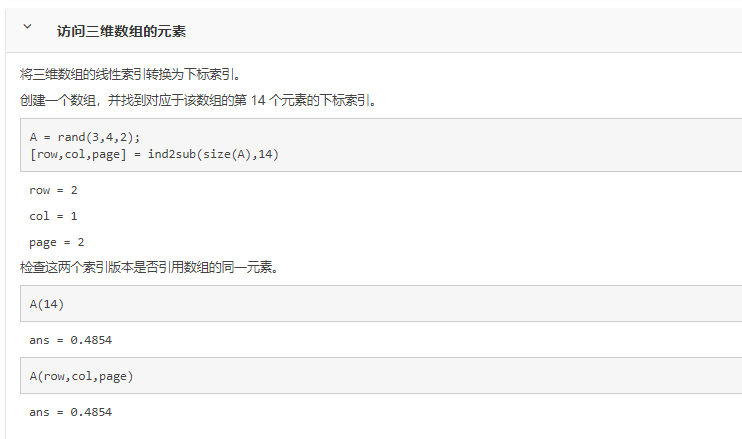 访问三维数组的元素
将三维数组的线性索引转换为下标索引。
创建一个数组，并找到对应于该数组的第 14 个元素的下标索引。
A = rand(3,4,2);
[row,col,page] = ind2sub(size(A),14)
row = 2
col = 1
page = 2
检查这两个索引版本是否引用数组的同一元素。
A(14)
ans = 0.4854
A(row,col,page)
ans = 0.4854